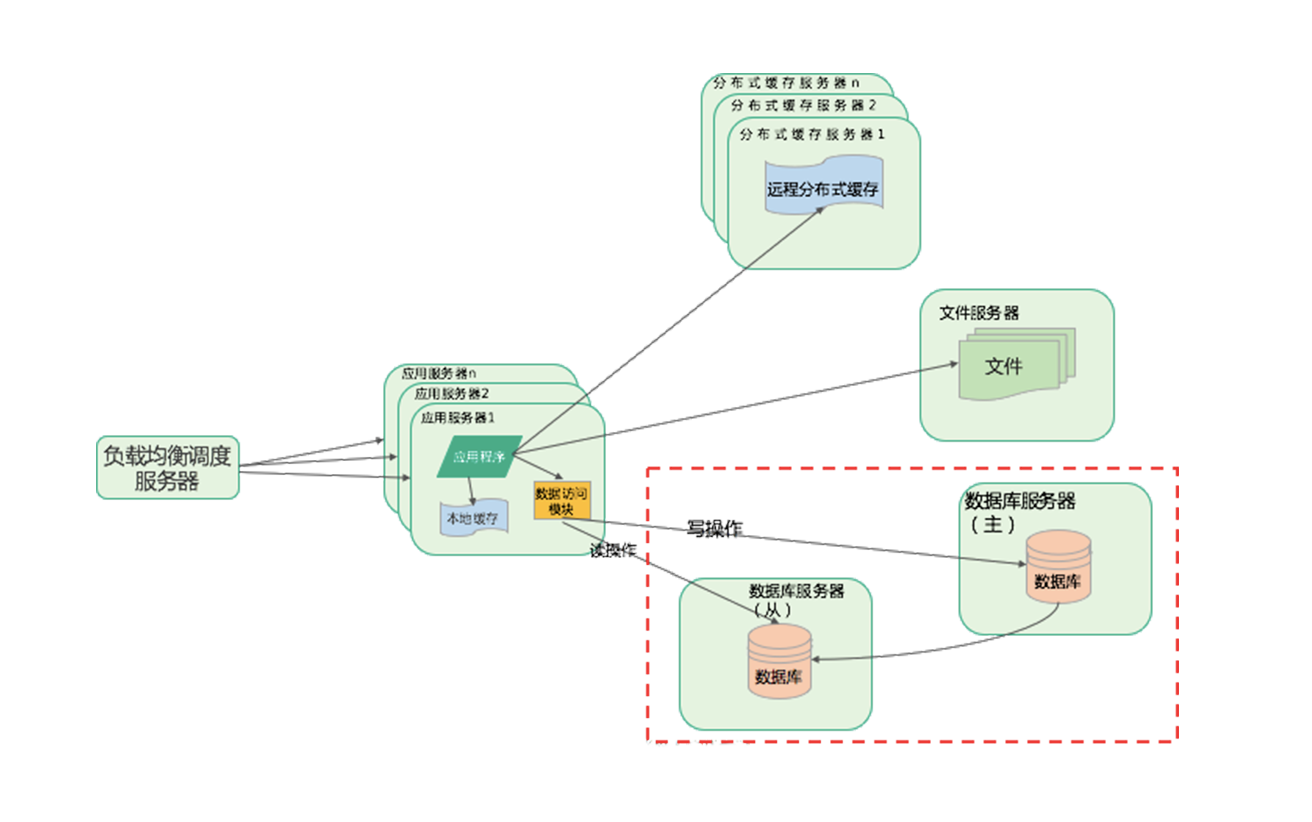 分布式缓存服务器n
分布式缓存服务器2
分布式缓存服务器1
远程分布式缓存
文件服务器
文件
应用服务器n
应用服务器2
应用服务器1
应用程序
负载均衡调度
服务器
本地缓存
数据访问
模块
写操作
读操作
数据库服务器
（主）
数据库
数据库服务器
（从）
数据库